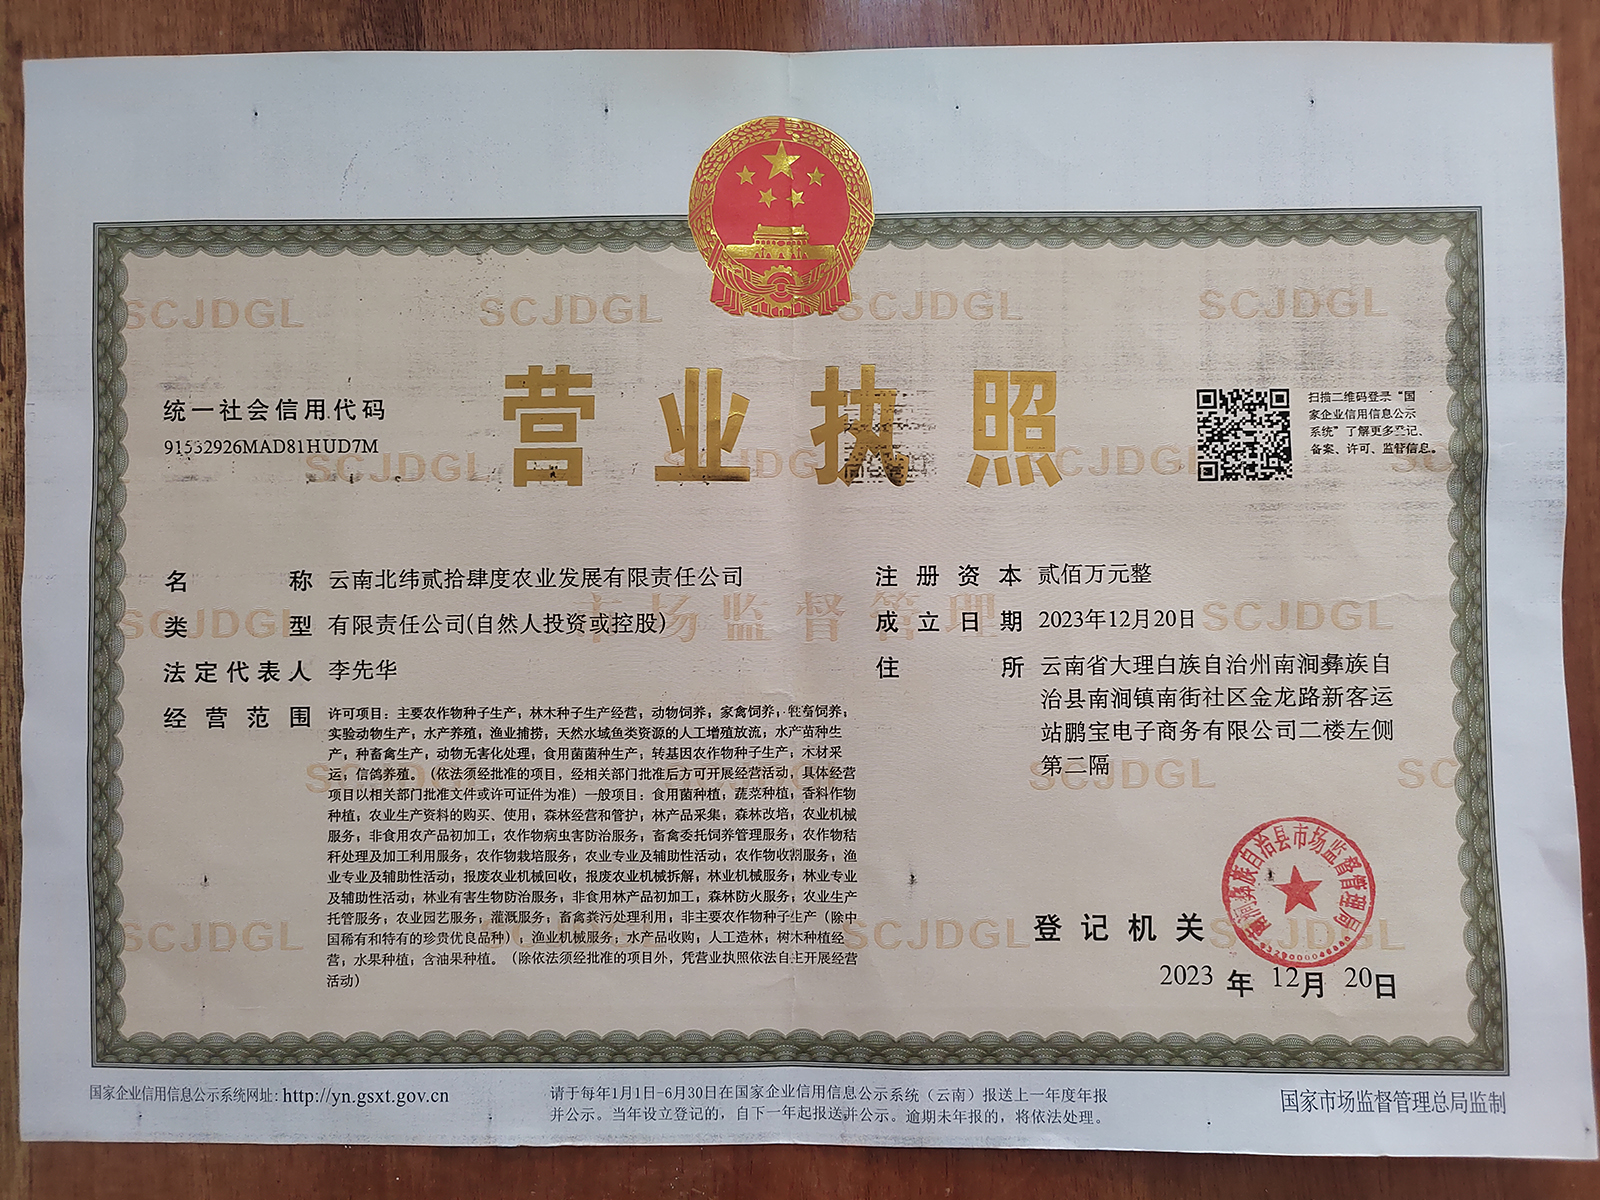 营业执照
统一社会信用代码
91532926MAD81HUD7M
扫描二维码登录“国
家企业信用信息公示
系统”了解更多登记、
备案、许可、监管信息。
名称 云南北纬贰拾肆度农业发展有限责任公司
类型 有限责任公司(自然人投资或控股)
法定代表人 李先华
经营范围 许可项目：主要农作物种子生产；林木种子生产经营；动物饲养；家禽饲养；牲畜饲养；
实验动物生产；水产养殖；渔业捕捞；天然水域鱼类资源的人工增殖放流；水产苗种生
产；种畜禽生产；动物无害化处理；食用菌菌种生产；转基因农作物种子生产；木材采
运；信鸽养殖。（依法须经批准的项目，经相关部门批准后方可开展经营活动，具体经营
项目以相关部门批准文件或许可证件为准）一般项目：食用菌种植；蔬菜种植；香料作物
种植；农业生产资料的购买、使用；森林经营和管护；林产品采集；森林改培；农业机械
服务；非食用农产品初加工；农作物病虫害防治服务；畜禽委托饲养管理服务；农作物秸
秆处理及加工利用服务；农作物栽培服务；农业专业及辅助性活动；农作物收割服务；渔
业专业及辅助性活动；报废农业机械回收；报废农业机械拆解；林业机械服务；林业专业
及辅助性活动；林业有害生物防治服务；非食用林产品初加工；森林防火服务；农业生产
托管服务；农业园艺服务；灌溉服务；畜禽粪污处理利用；非主要农作物种子生产（除中
国稀有和特有的珍贵优良品种）；渔业机械服务；水产品收购；人工造林；树木种植经
营；水果种植；含油果种植。（除依法须经批准的项目外，凭营业执照依法自主开展经营
活动）
注册资本 贰佰万元整
成立日期 2023年12月20日
住所 云南省大理白族自治州南涧彝族自
治县南涧镇南街社区金龙路新客运
站鹏宝电子商务有限公司二楼左侧
第二隔
登记机关
南涧彝族自治县市场监督管理局
2023 年 12月 20日
国家企业信用信息公示系统网址：http://yn.gsxt.gov.cn
请于每年1月1日-6月30日在国家企业信用信息公示系统（云南）报送上一年度年报
并公示。当年设立登记的，自下一年起报送并公示。逾期未年报的，将依法处理。
国家市场监督管理总局监制